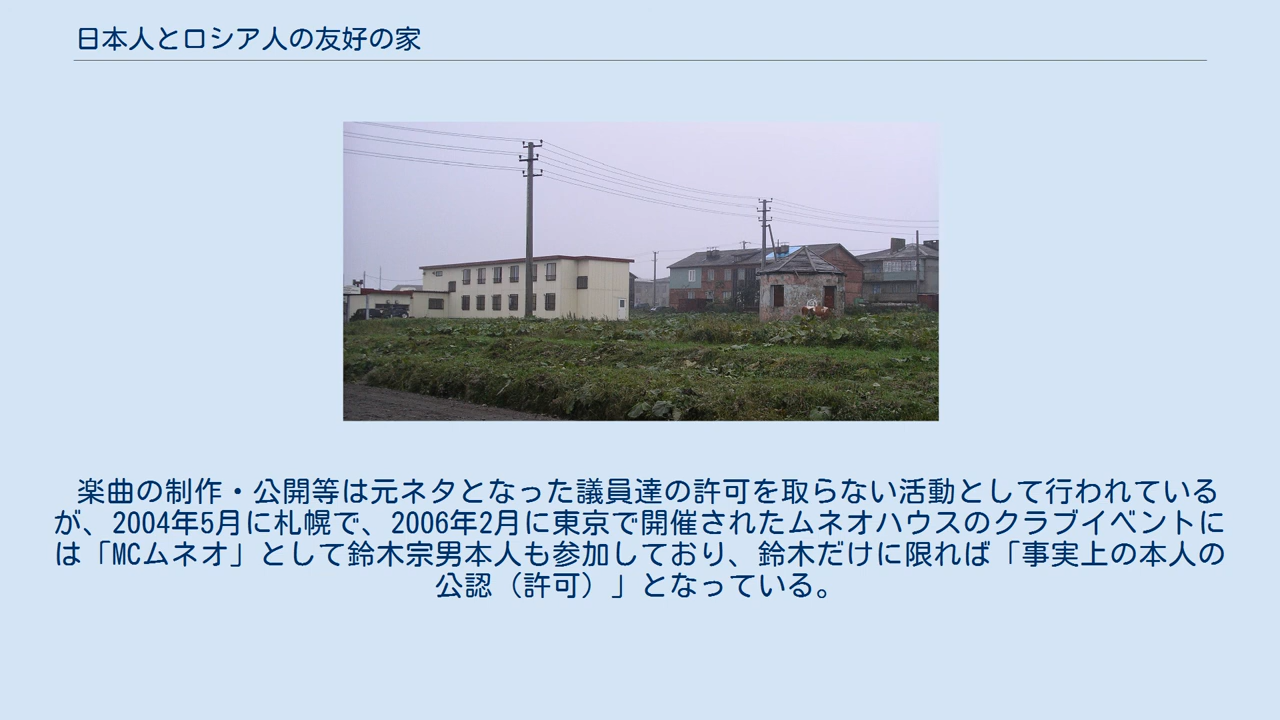 日本人とロシア人の友好の家
楽曲の制作・公開等は元ネタとなった議員達の許可を取らない活動として行われている
が、2004年5月に札幌で、2006年2月に東京で開催されたムネオハウスのクラブイベントに
は「MCムネオ」として鈴木宗男本人も参加しており、鈴木だけに限れば「事実上の本人の
公認（許可）」となっている。